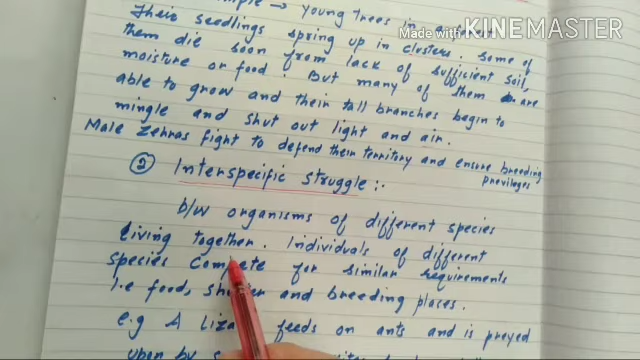 → Young trees in a
Made with KINEMASTER
Their seedlings spring up in clusters. Some of
them die soon from lack of sufficient soil,
moisture or food. But many of them are
able to grow and their tall branches begin to
mingle and shut out light and air.
Male Zebras fight to defend their territory and ensure breeding
previleges
② Interspecific Struggle:-
b/w organisms of different species
living together. Individuals of different
species compete for similar requirements
i.e food, shelter and breeding places.
e.g A liza feeds on ants and is preyed
upon by